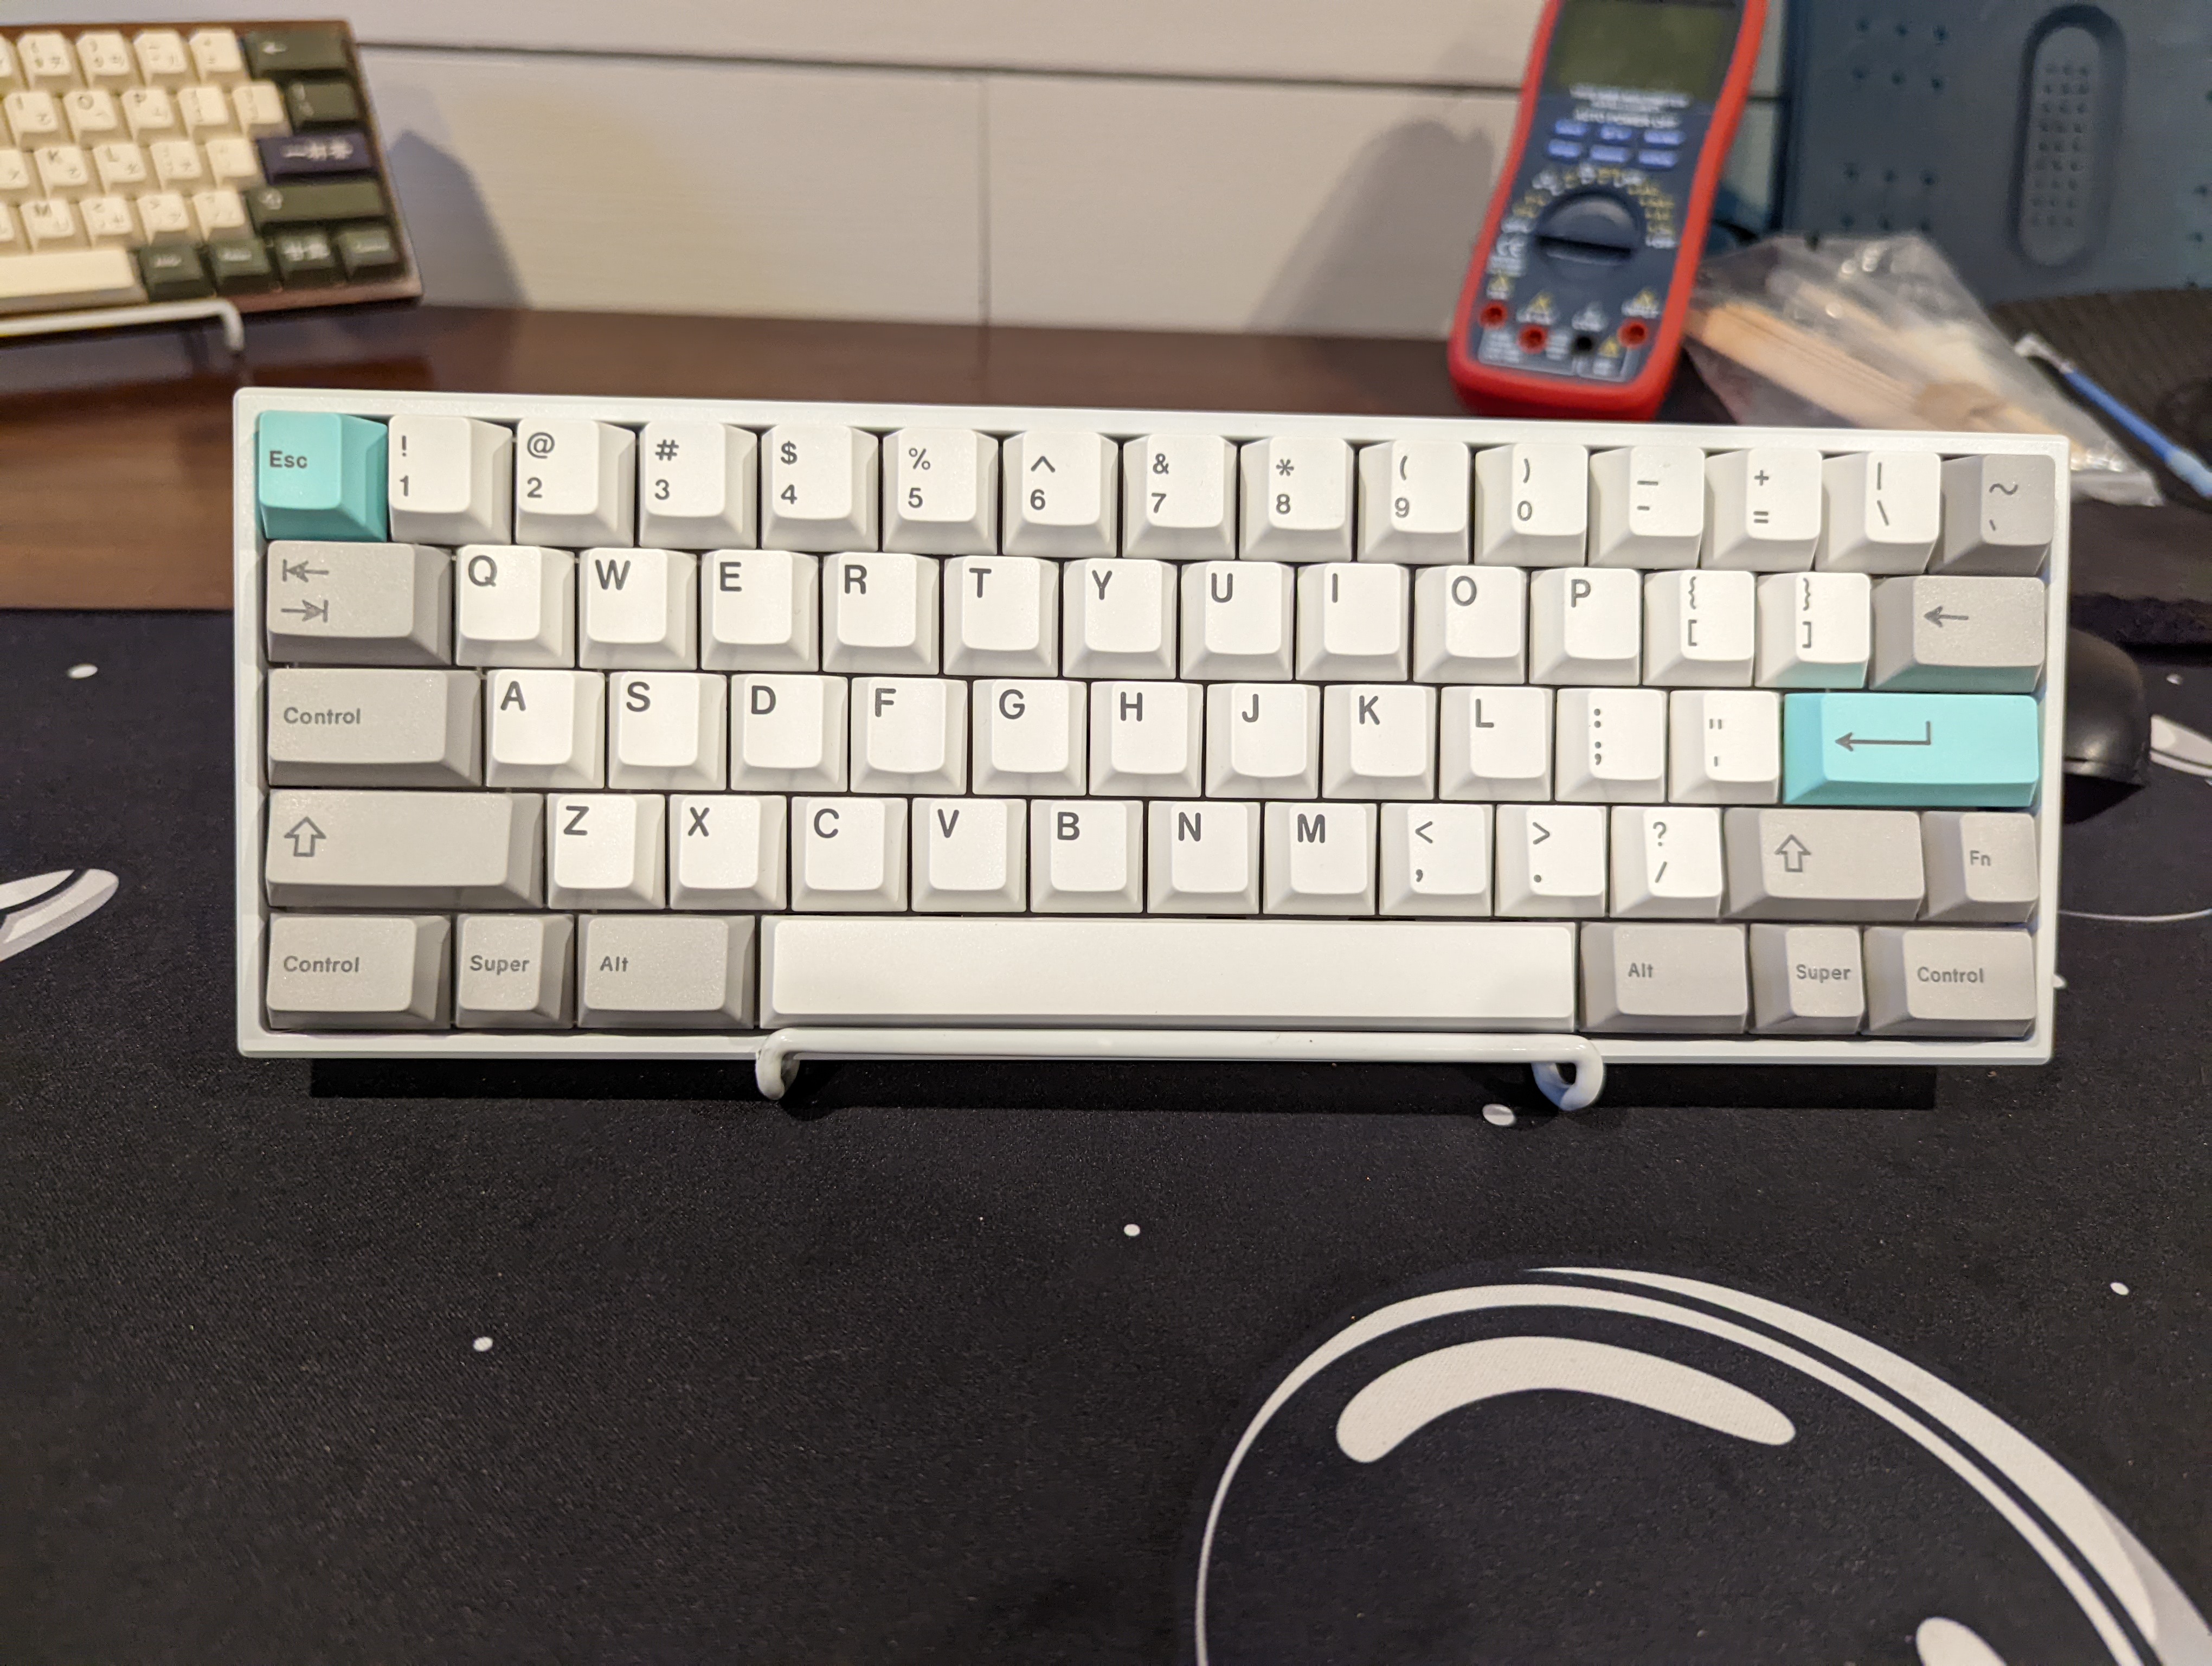 Esc ! @ # $ % ^ & * ( ) _ + | ~
1 2 3 4 5 6 7 8 9 0 - = \ `
Q W E R T Y U I O P { }
[ ]
Control A S D F G H J K L : "
; '
Z X C V B N M < > ? Fn
, . /
Control Super Alt Alt Super Control